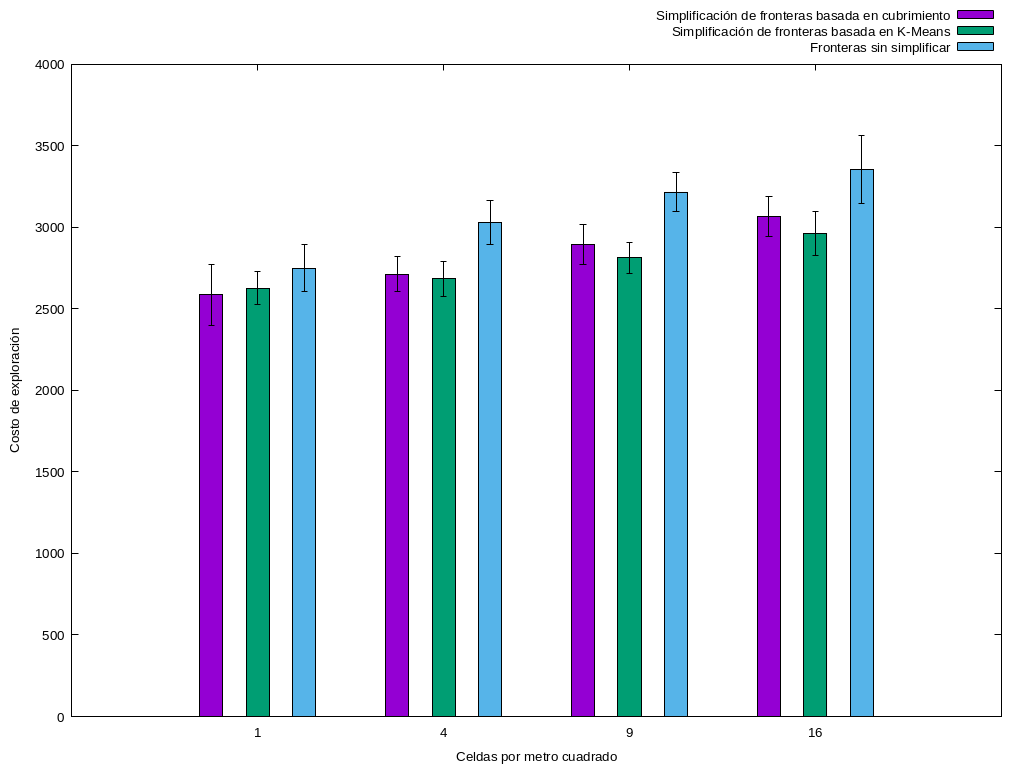 Simplificación de fronteras basada en cubrimiento
Simplificación de fronteras basada en K-Means
Fronteras sin simplificar
4000
3500
3000
2500
2000
1500
1000
500
0
Costo de exploración
1 4 9 16
Celdas por metro cuadrado